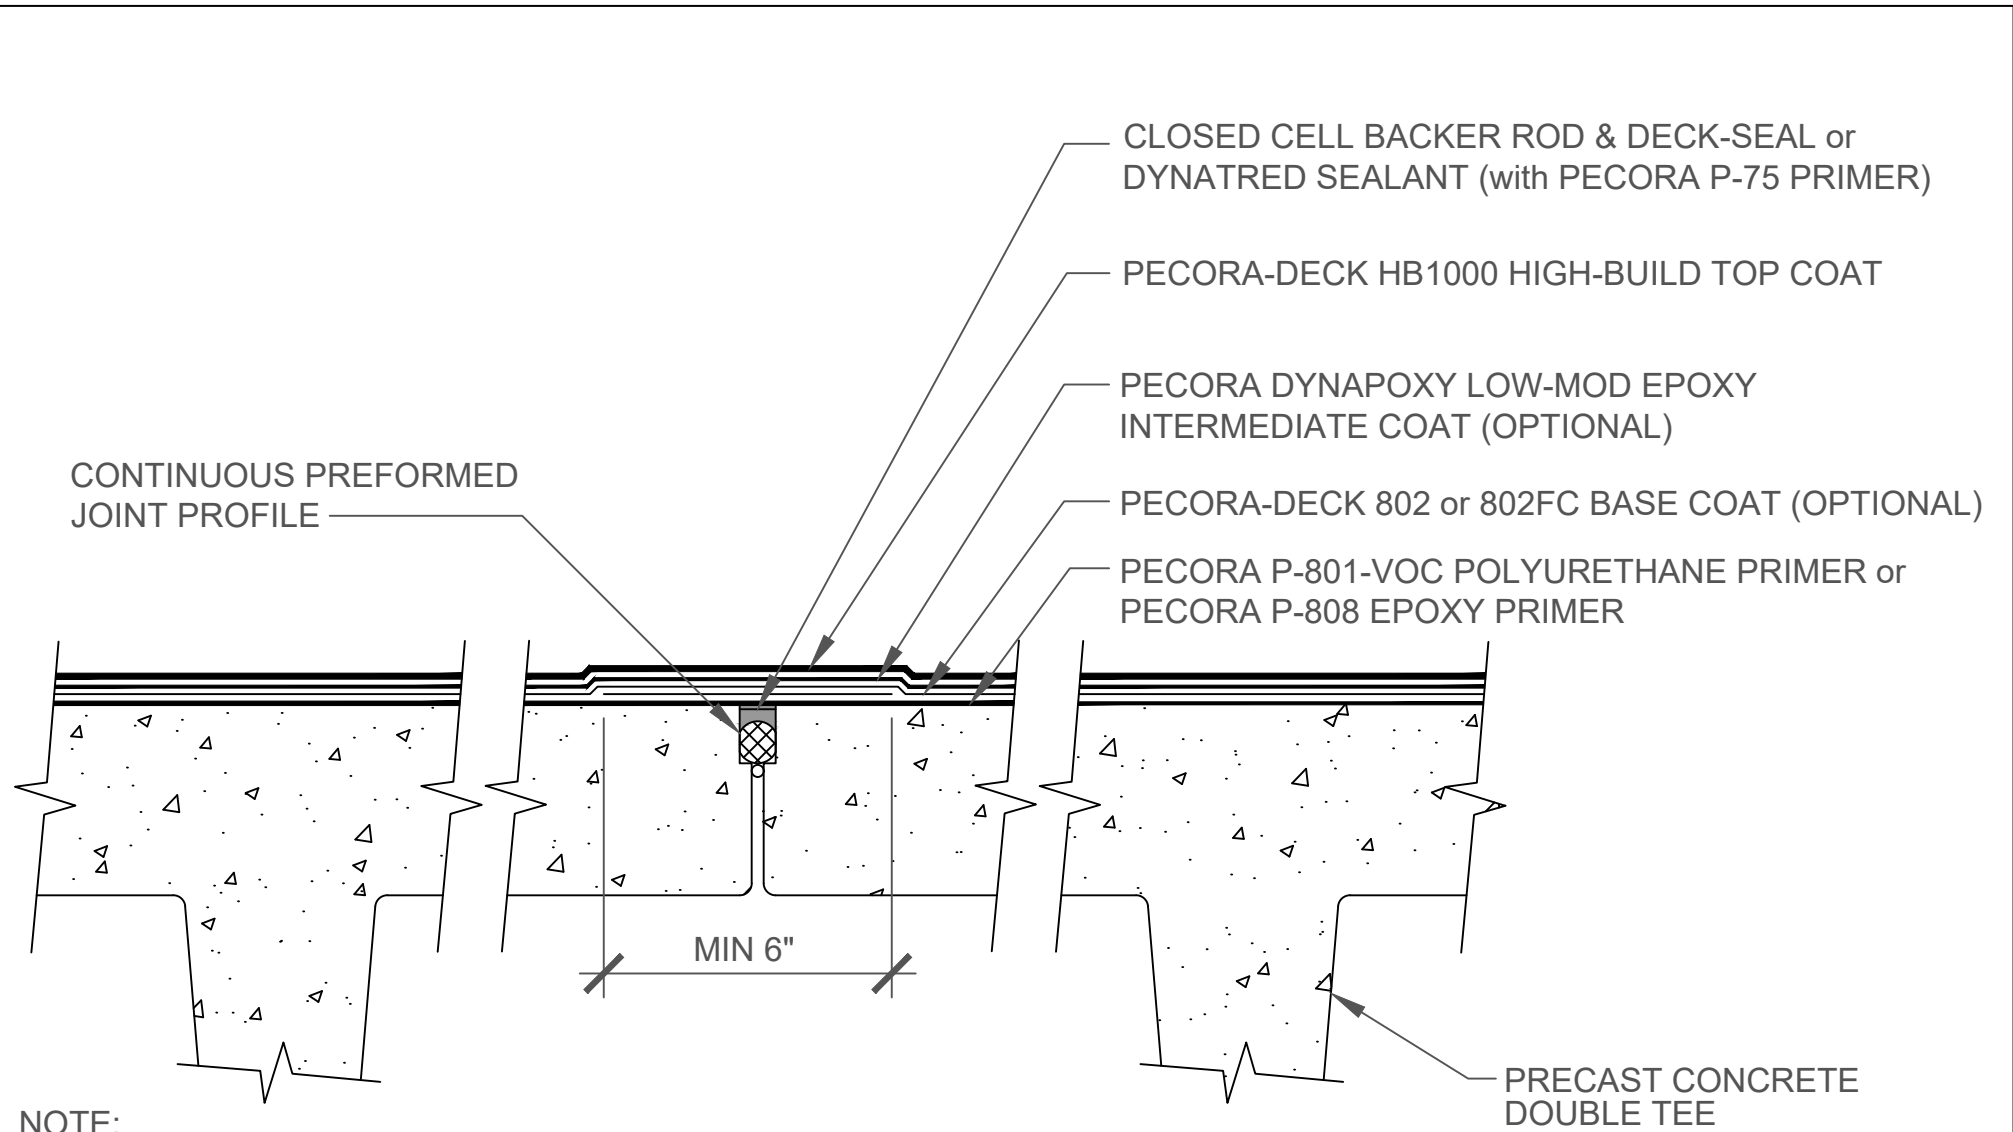 CLOSED CELL BACKER ROD & DECK-SEAL or
DYNATRED SEALANT (with PECORA P-75 PRIMER)
PECORA-DECK HB1000 HIGH-BUILD TOP COAT
PECORA DYNAPOXY LOW-MOD EPOXY
INTERMEDIATE COAT (OPTIONAL)
CONTINUOUS PREFORMED
JOINT PROFILE
PECORA-DECK 802 or 802FC BASE COAT (OPTIONAL)
PECORA P-801-VOC POLYURETHANE PRIMER or
PECORA P-808 EPOXY PRIMER
MIN 6"
PRECAST CONCRETE
DOUBLE TEE
NOTE: